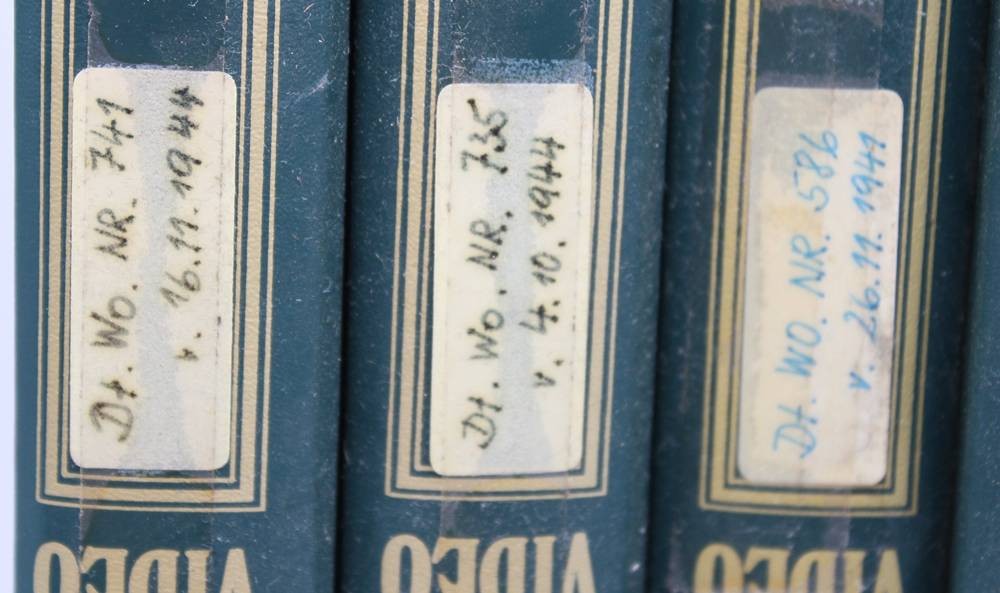 Dt. Wo. NR. 741
v. 16.11.1944
VIDEO
Dt. Wo. NR. 735
v. 4.10.1944
VIDEO
Dt. WO. NR. 586
v. 26.11.1941
VIDEO